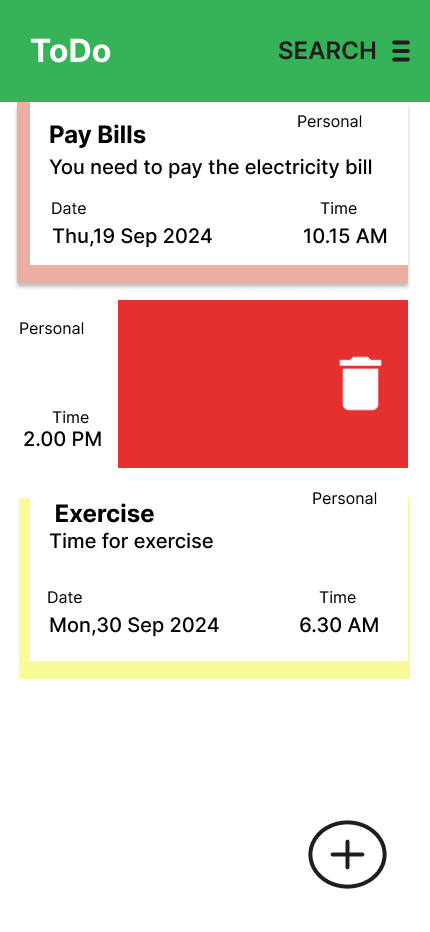 ToDo
SEARCH
Personal
Pay Bills
You need to pay the electricity bill
Date Time
Thu,19 Sep 2024 10.15 AM
Personal
Time
2.00 PM
Personal
Exercise
Time for exercise
Date Time
Mon,30 Sep 2024 6.30 AM